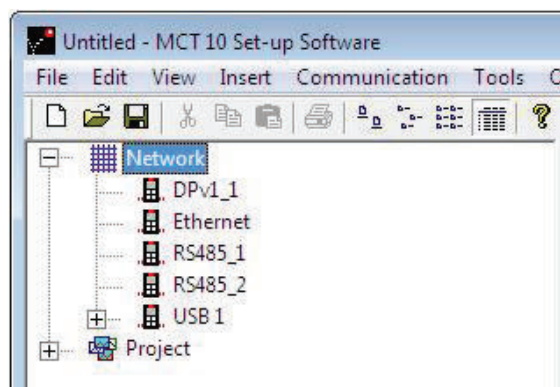 Untitled - MCT 10 Set-up Software
File Edit View Insert Communication Tools
Network
DPv1_1
Ethernet
RS485_1
RS485_2
USB 1
Project